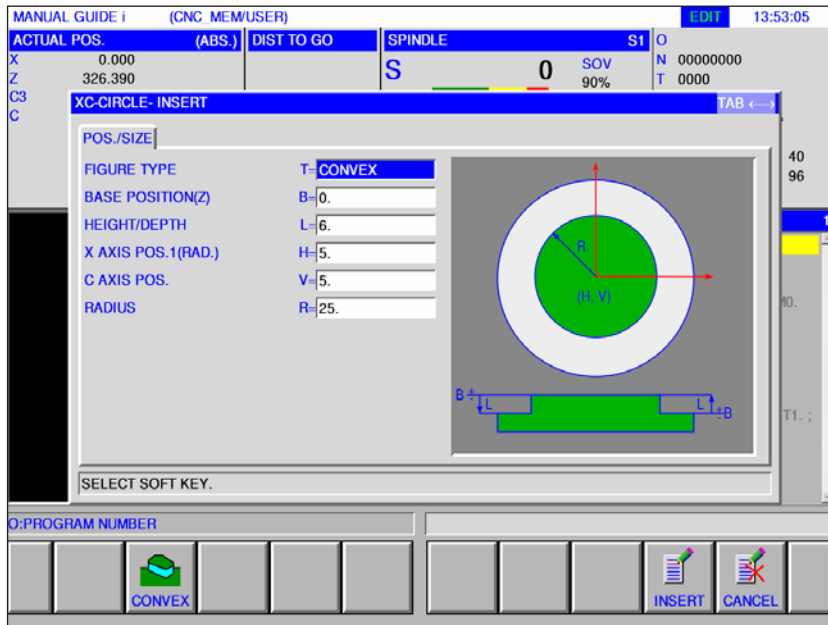 MANUAL GUIDE i (CNC_MEM/USER) EDIT 13:53:05
ACTUAL POS. (ABS.) DIST TO GO SPINDLE S1 O
X 0.000 N 00000000
Z 326.390 S 0 SOV 90% T 0000
C3
C
XC-CIRCLE- INSERT TAB ←→
POS./SIZE
FIGURE TYPE T=CONVEX
BASE POSITION(Z) B=0.
HEIGHT/DEPTH L=6.
X AXIS POS.1(RAD.) H=5.
C AXIS POS. V=5.
RADIUS R=25.
R
(H, V)
B + - L L + - B
40
96
1
M0.
T1. ;
SELECT SOFT KEY.
O:PROGRAM NUMBER
CONVEX INSERT CANCEL